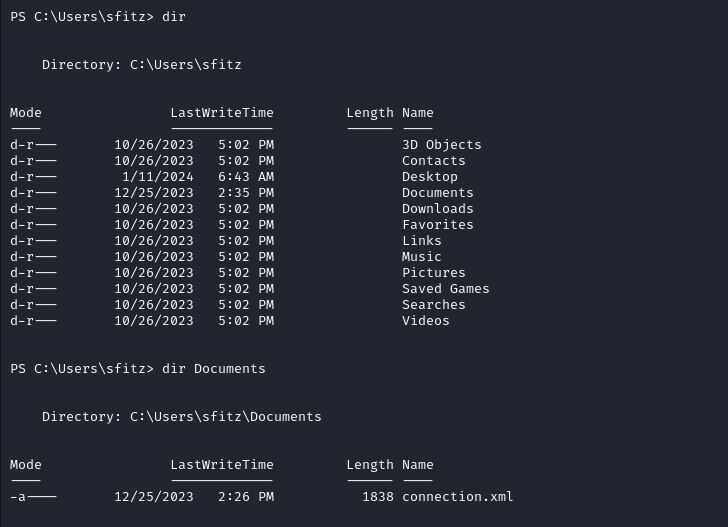 PS C:\Users\sfitz> dir
Directory: C:\Users\sfitz
Mode LastWriteTime Length Name
---- ------------- ------ ----
d-r--- 10/26/2023 5:02 PM 3D Objects
d-r--- 10/26/2023 5:02 PM Contacts
d-r--- 1/11/2024 6:43 AM Desktop
d-r--- 12/25/2023 2:35 PM Documents
d-r--- 10/26/2023 5:02 PM Downloads
d-r--- 10/26/2023 5:02 PM Favorites
d-r--- 10/26/2023 5:02 PM Links
d-r--- 10/26/2023 5:02 PM Music
d-r--- 10/26/2023 5:02 PM Pictures
d-r--- 10/26/2023 5:02 PM Saved Games
d-r--- 10/26/2023 5:02 PM Searches
d-r--- 10/26/2023 5:02 PM Videos
PS C:\Users\sfitz> dir Documents
Directory: C:\Users\sfitz\Documents
Mode LastWriteTime Length Name
---- ------------- ------ ----
-a---- 12/25/2023 2:26 PM 1838 connection.xml